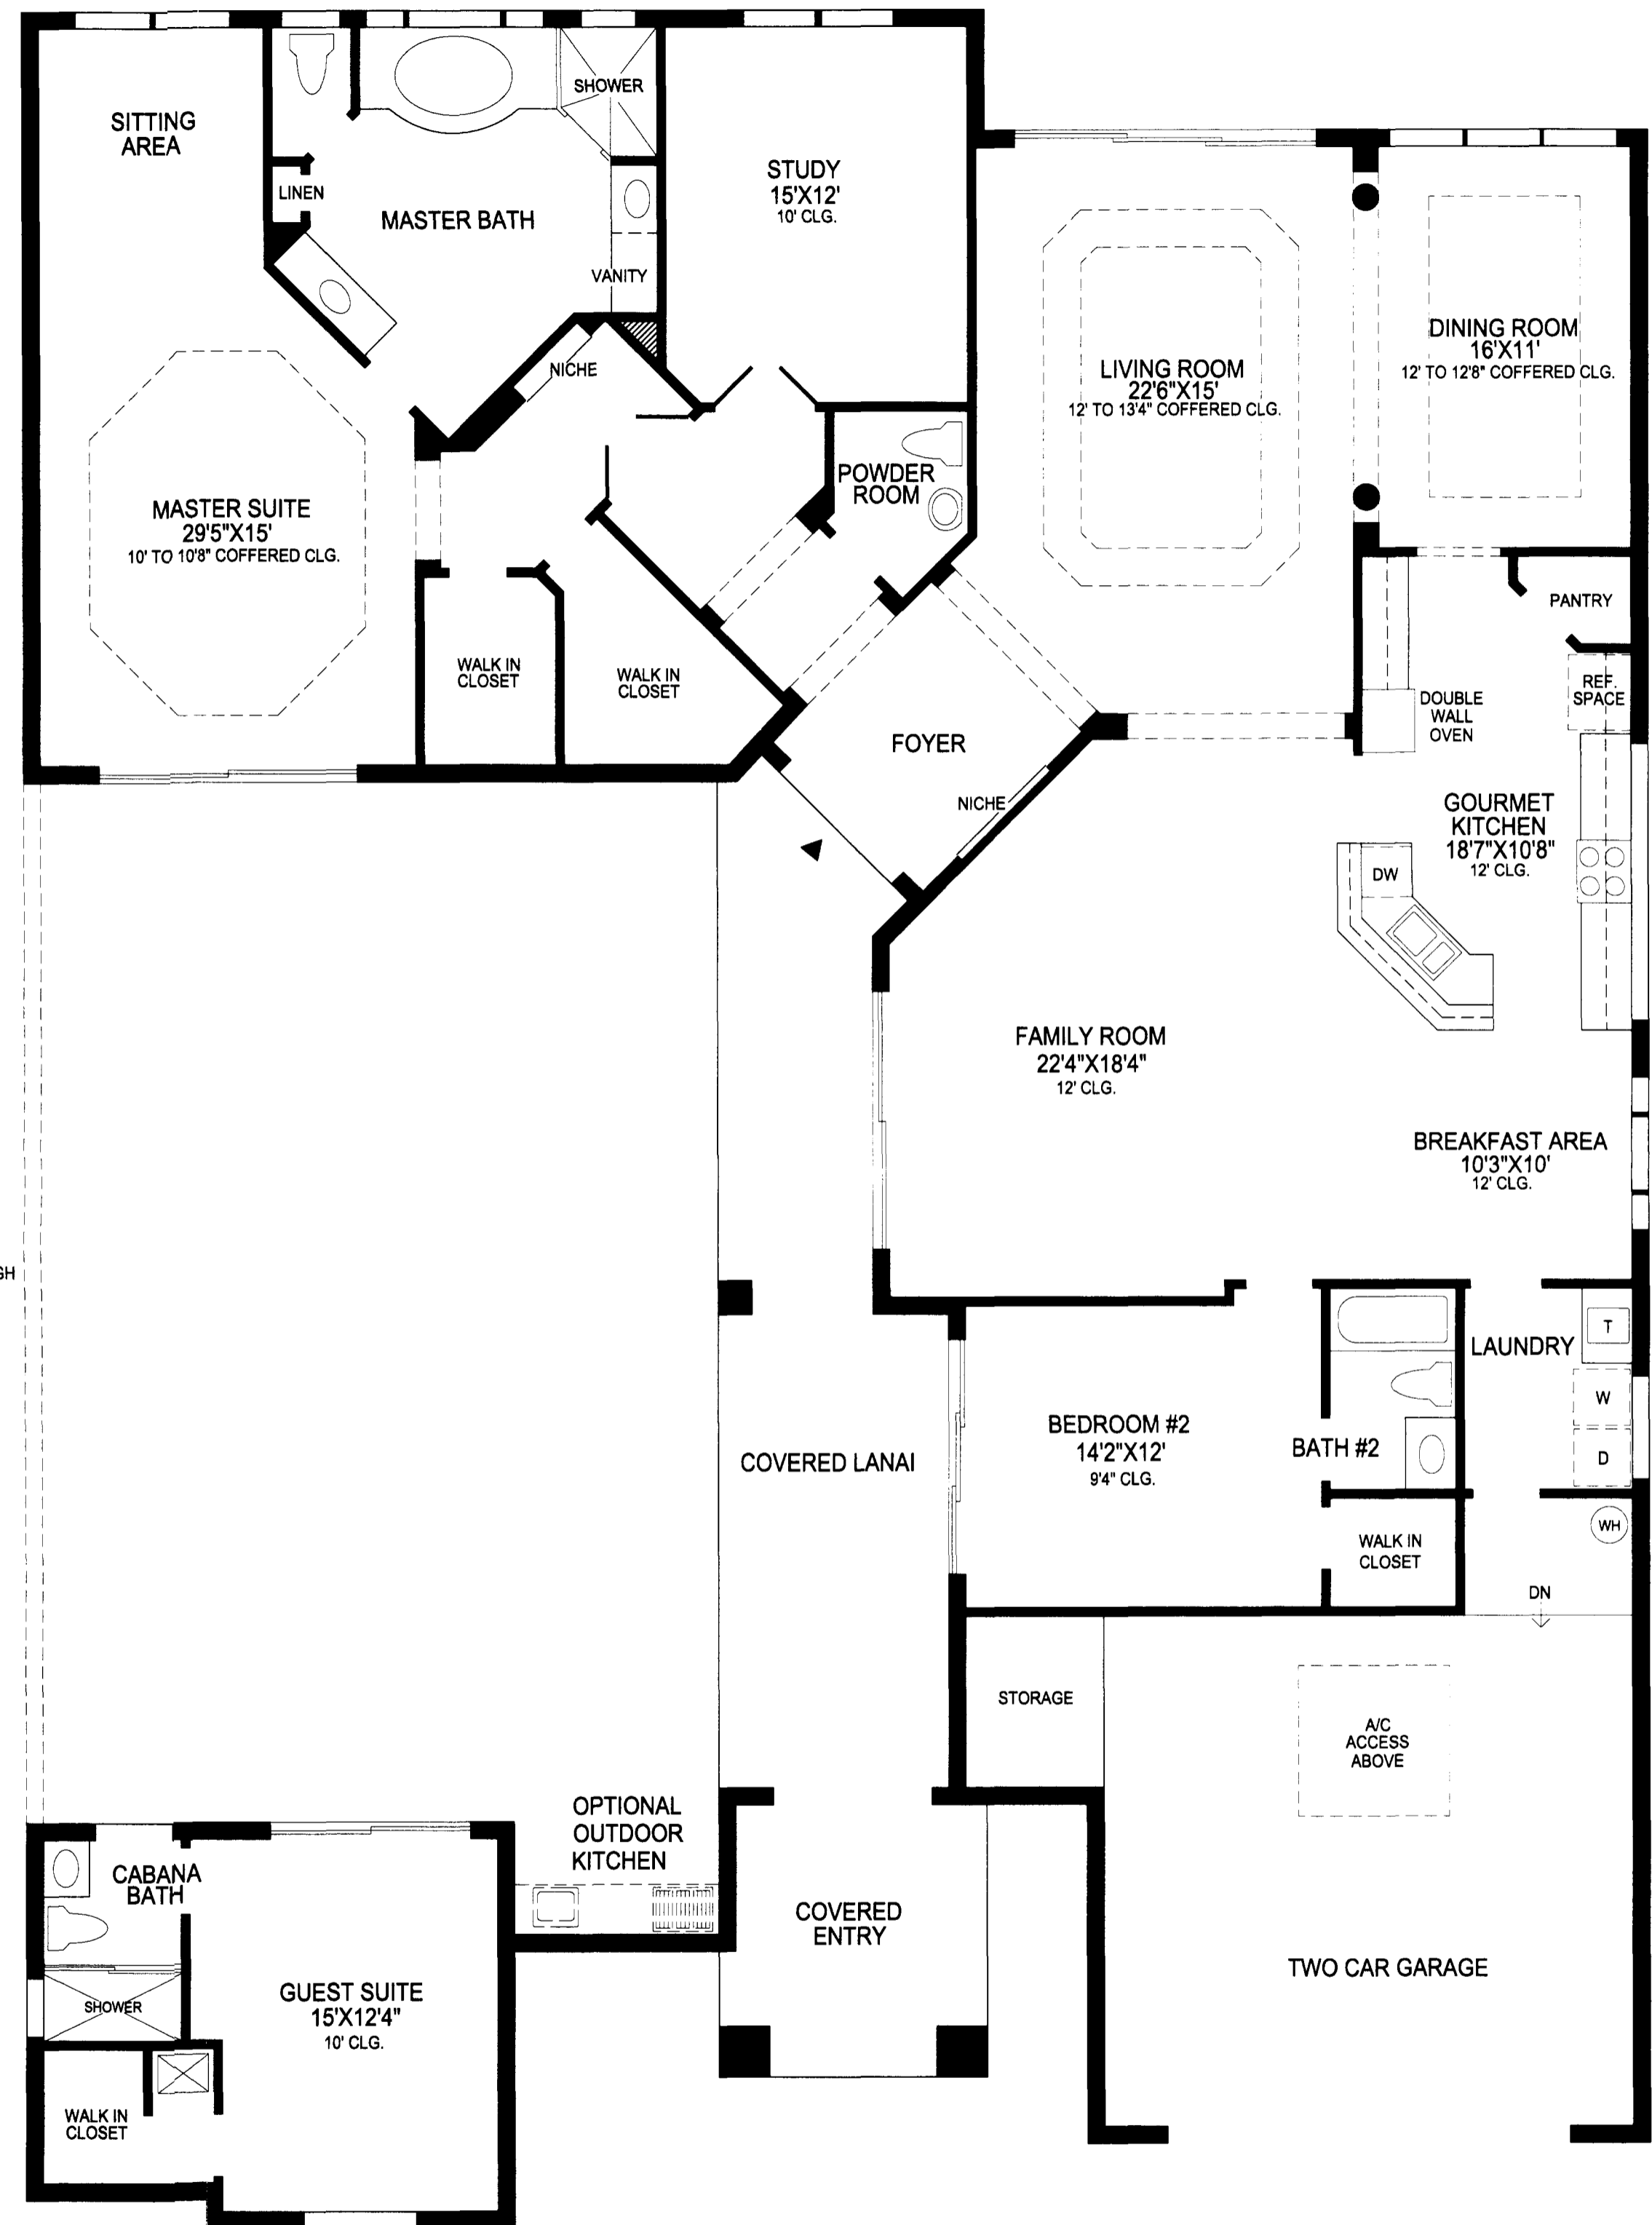 SITTING
AREA
SHOWER
LINEN
MASTER BATH
VANITY
STUDY
15'X12'
10' CLG.
NICHE
MASTER SUITE
29'5"X15'
10' TO 10'8" COFFERED CLG.
POWDER
ROOM
LIVING ROOM
22'6"X15'
12' TO 13'4" COFFERED CLG.
DINING ROOM
16'X11'
12' TO 12'8" COFFERED CLG.
PANTRY
REF.
SPACE
DOUBLE
WALL
OVEN
WALK IN
CLOSET
WALK IN
CLOSET
FOYER
NICHE
GOURMET
KITCHEN
18'7"X10'8"
12' CLG.
DW
FAMILY ROOM
22'4"X18'4"
12' CLG.
BREAKFAST AREA
10'3"X10'
12' CLG.
GH
LAUNDRY
T
W
D
BEDROOM #2
14'2"X12'
9'4" CLG.
BATH #2
COVERED LANAI
WH
WALK IN
CLOSET
DN
STORAGE
A/C
ACCESS
ABOVE
OPTIONAL
OUTDOOR
KITCHEN
CABANA
BATH
COVERED
ENTRY
TWO CAR GARAGE
SHOWER
GUEST SUITE
15'X12'4"
10' CLG.
WALK IN
CLOSET